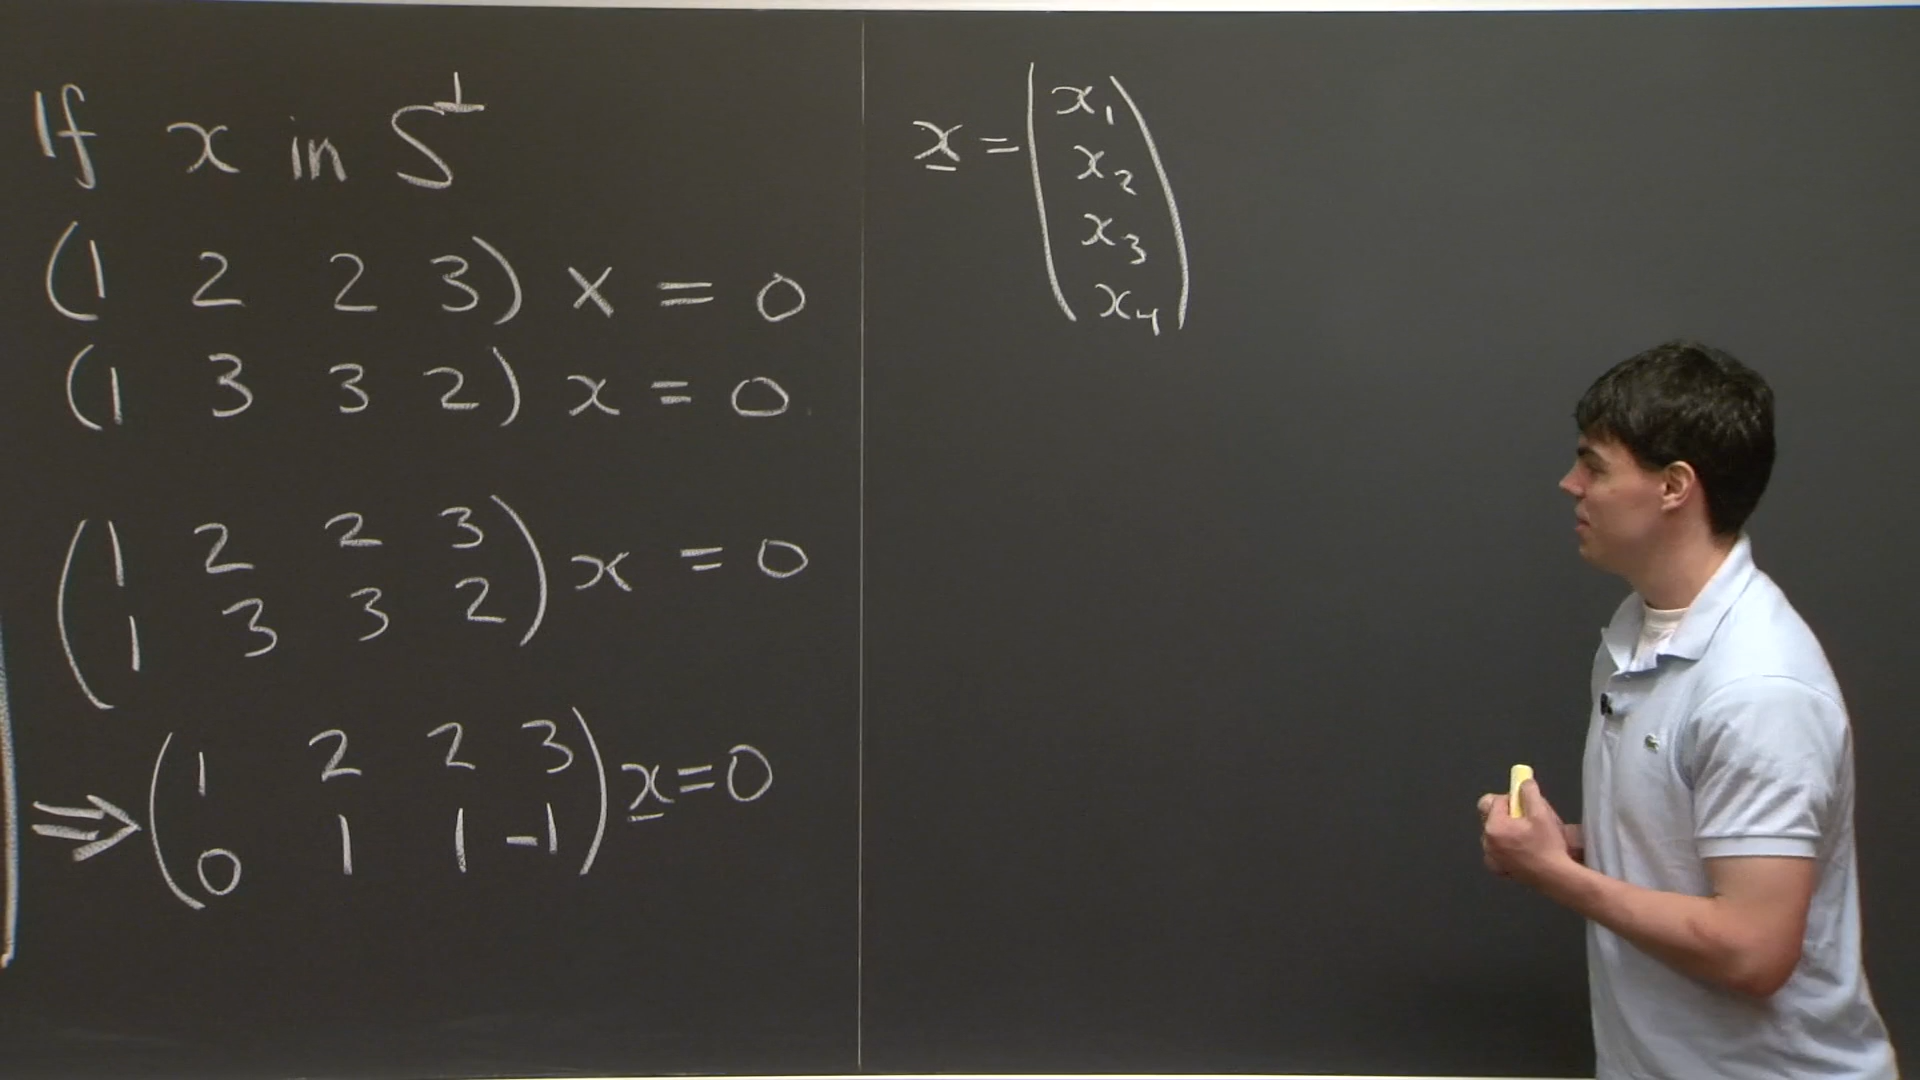 If x in S⊥
(1 2 2 3) x = 0
(1 3 3 2) x = 0
(1 2 2 3
1 3 3 2) x = 0
⇒ (1 2 2 3
0 1 1 -1) x = 0
x = (x₁
x₂
x₃
x₄)